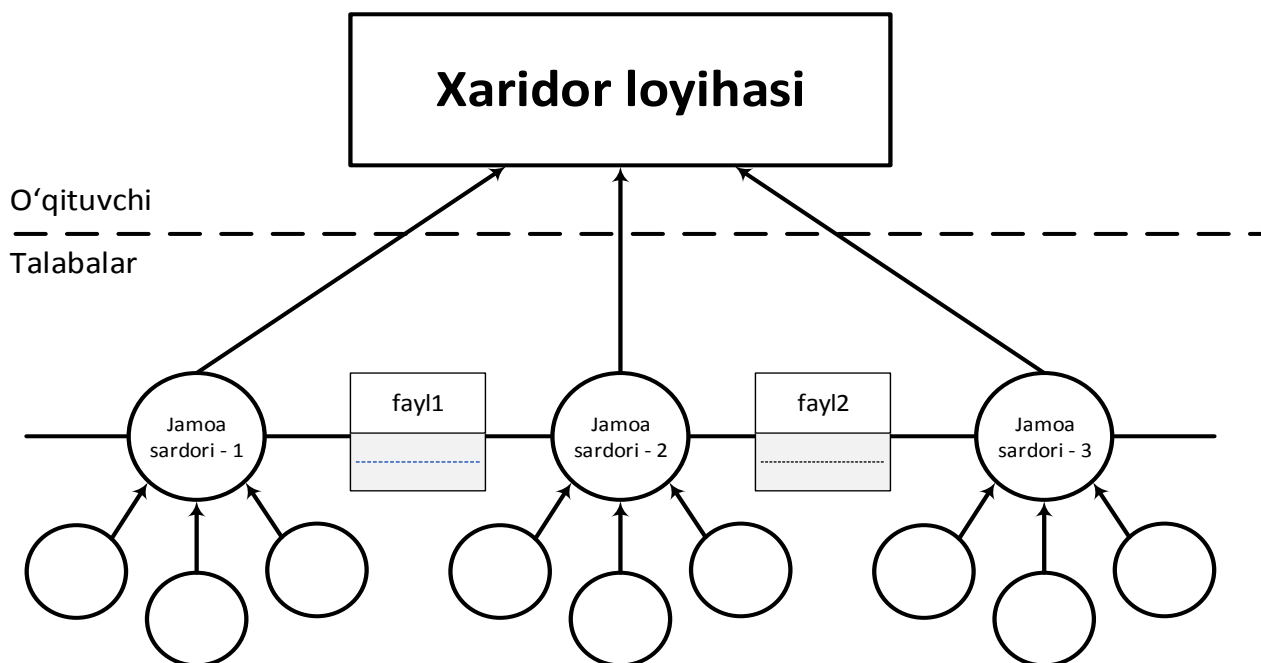 Xaridor loyihasi
O‘qituvchi
Talabalar
fayl1
fayl2
Jamoa
sardori - 1
Jamoa
sardori - 2
Jamoa
sardori - 3